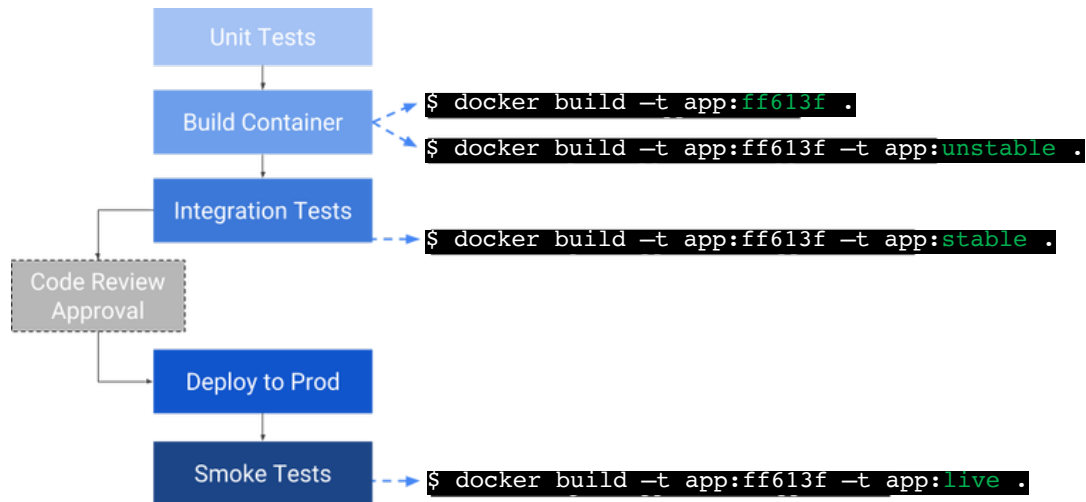 Unit Tests
Build Container
$ docker build –t app:ff613f .
$ docker build –t app:ff613f –t app:unstable .
Integration Tests
$ docker build –t app:ff613f –t app:stable .
Code Review
Approval
Deploy to Prod
Smoke Tests
$ docker build –t app:ff613f –t app:live .